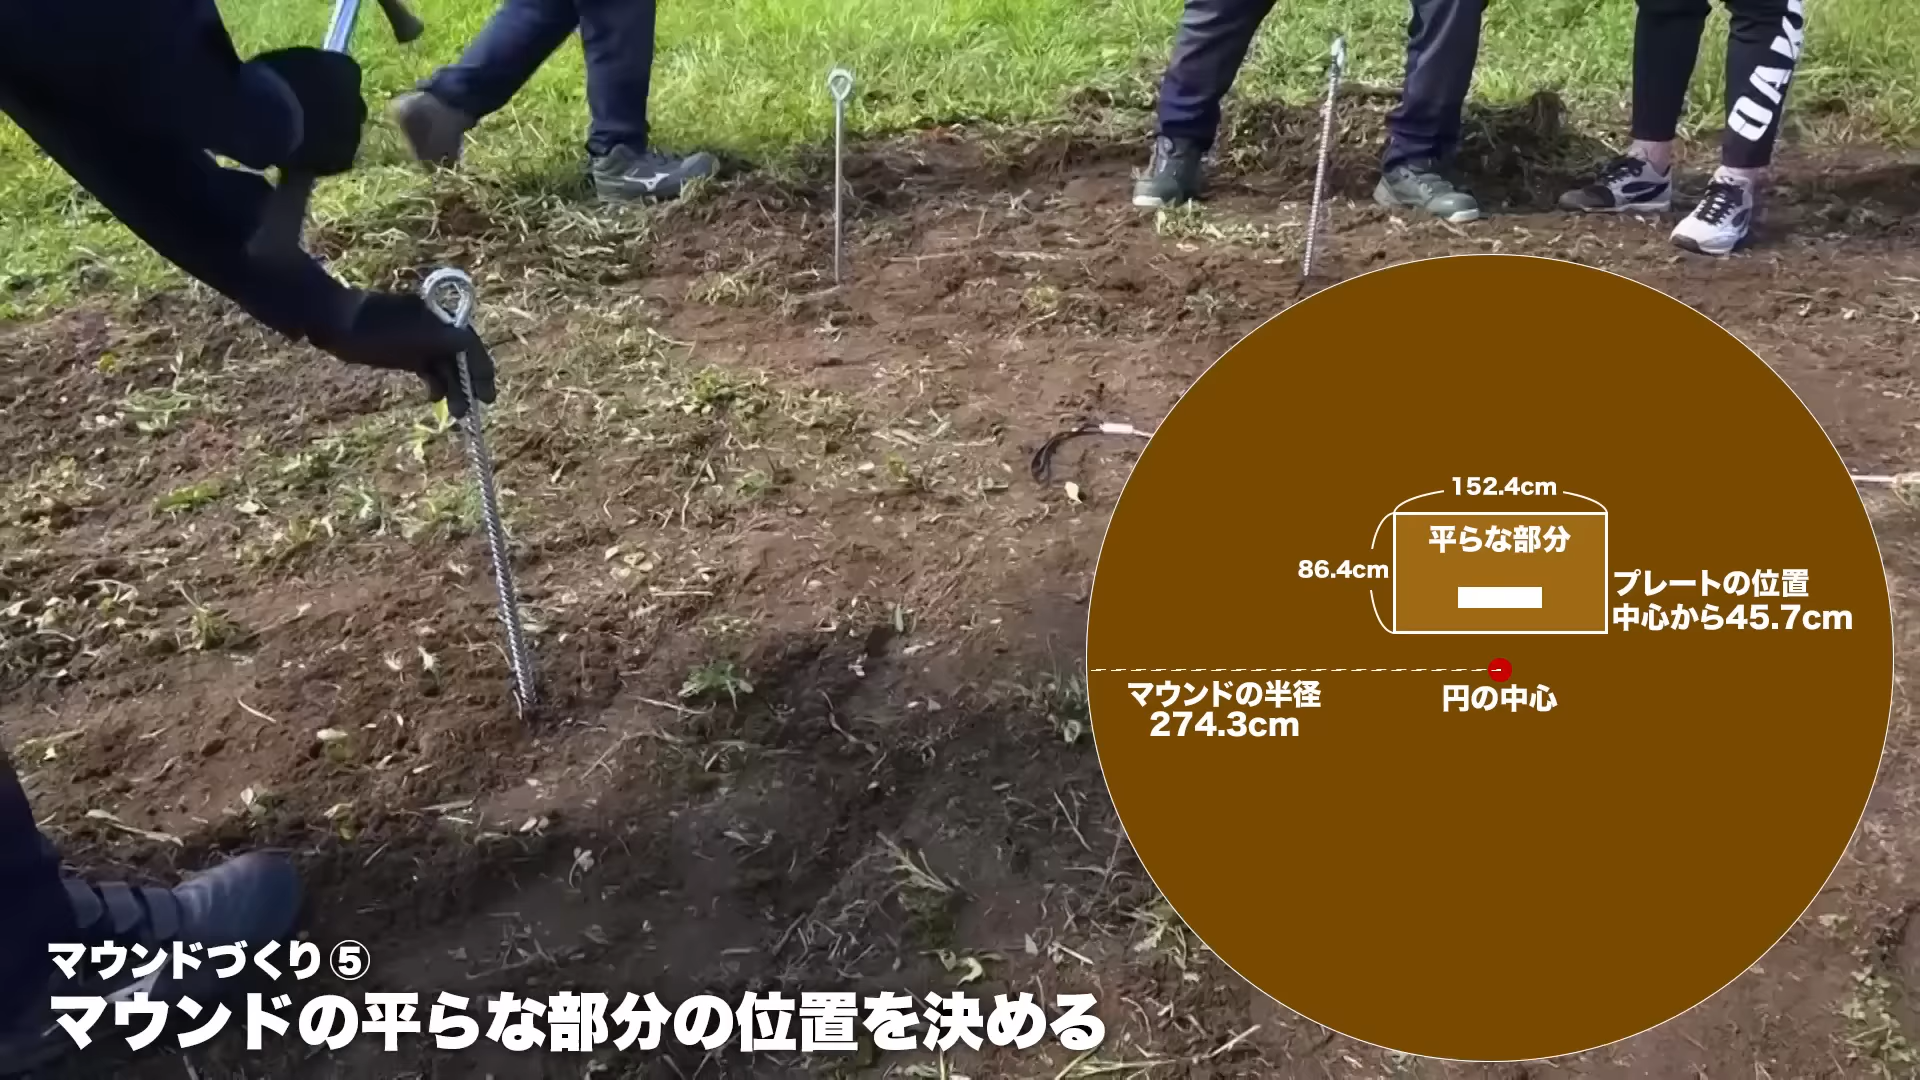 OAK
152.4cm
平らな部分
86.4cm
プレートの位置
中心から45.7cm
マウンドの半径
274.3cm
円の中心
マウンドづくり⑤
マウンドの平らな部分の位置を決める